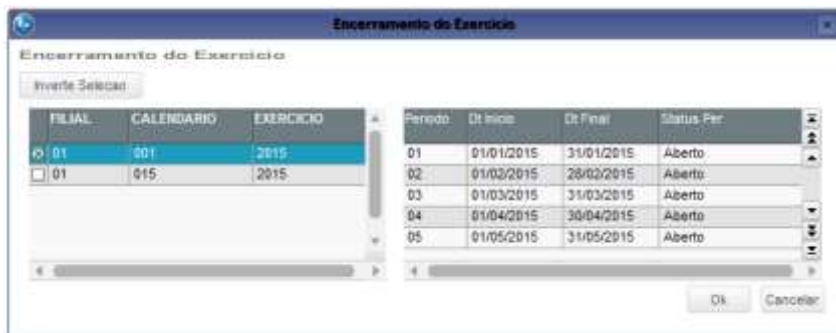 Encerramento do Exercicio
Encerramento do Exercicio
Inverte Selecao
FILIAL CALENDARIO EXERCICIO
01 001 2015
01 015 2015
Periodo Dt Inicio Dt Final Status Per
01 01/01/2015 31/01/2015 Aberto
02 01/02/2015 28/02/2015 Aberto
03 01/03/2015 31/03/2015 Aberto
04 01/04/2015 30/04/2015 Aberto
05 01/05/2015 31/05/2015 Aberto
Ok Cancelar